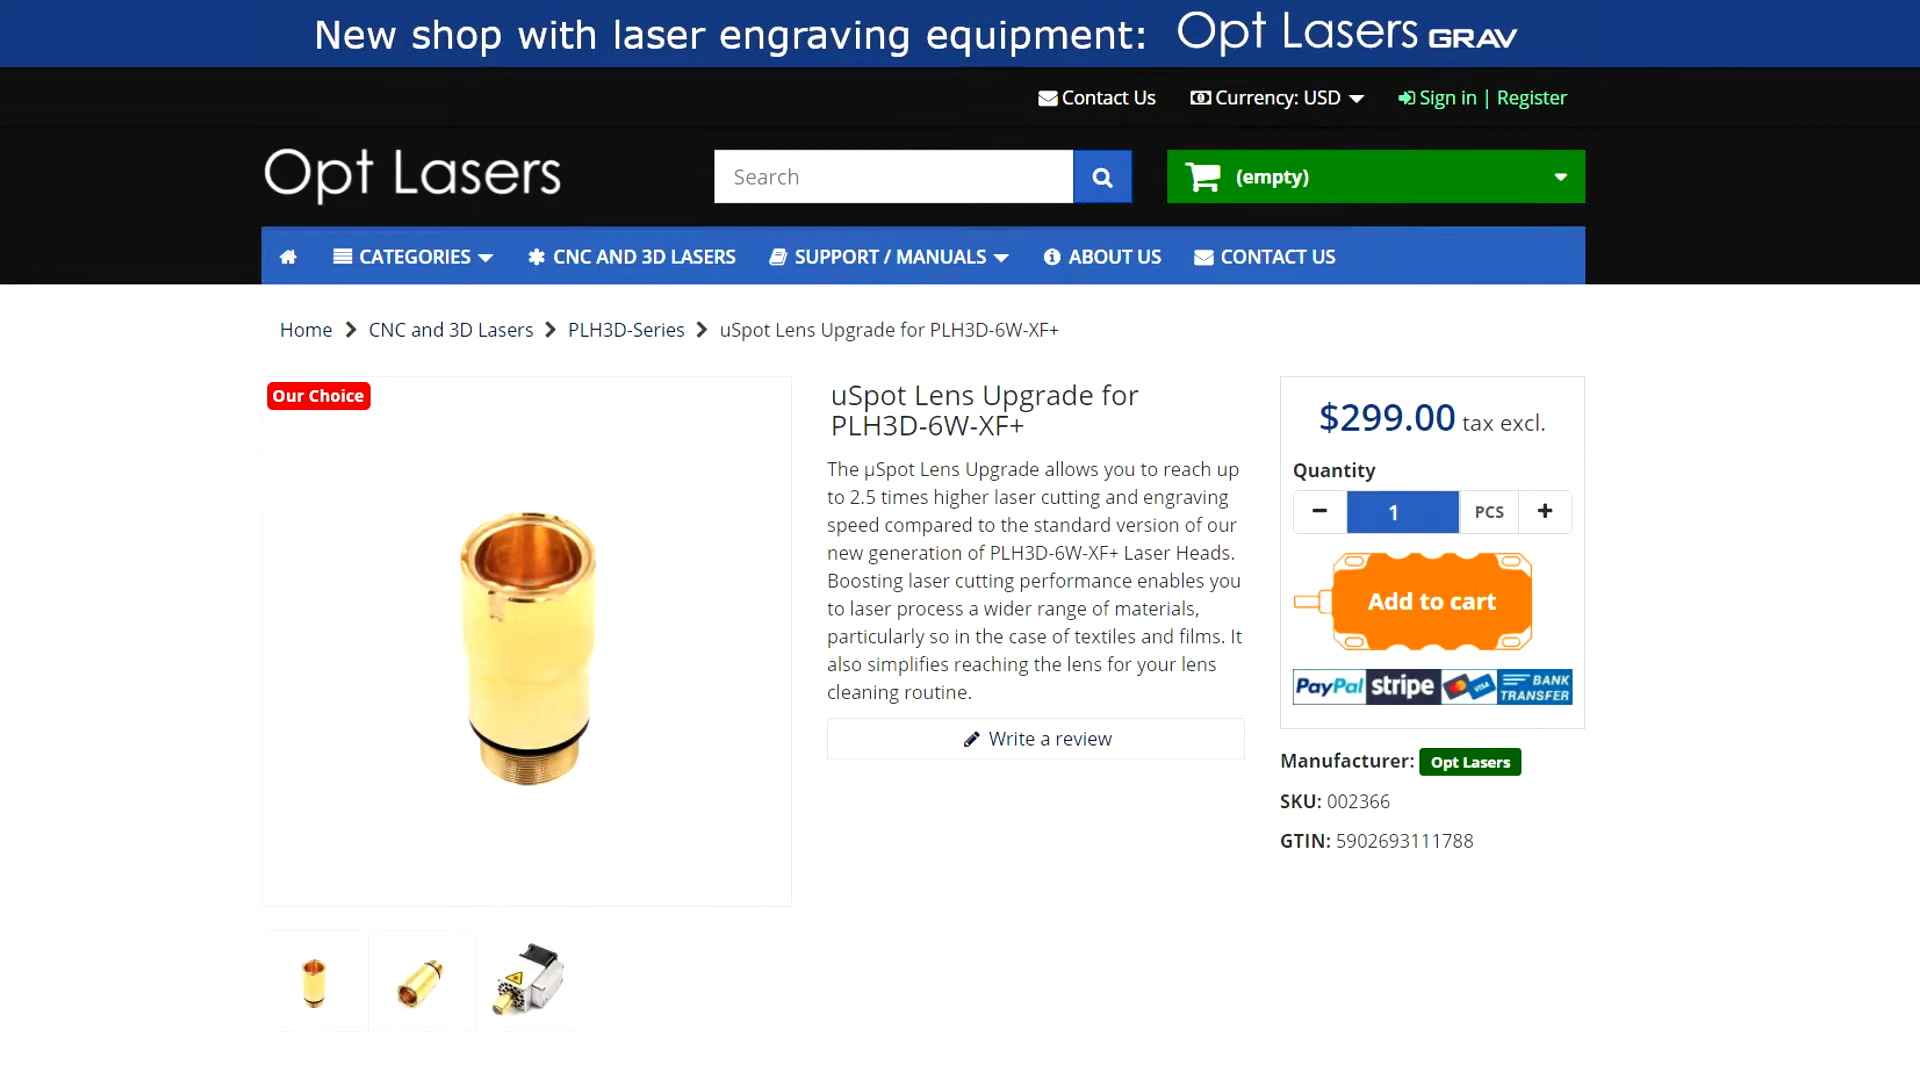 New shop with laser engraving equipment: Opt Lasers GRAV
Contact Us Currency: USD Sign in | Register
Opt Lasers
Search
(empty)
CATEGORIES CNC AND 3D LASERS SUPPORT / MANUALS ABOUT US CONTACT US
Home CNC and 3D Lasers PLH3D-Series uSpot Lens Upgrade for PLH3D-6W-XF+
Our Choice
uSpot Lens Upgrade for
PLH3D-6W-XF+
The µSpot Lens Upgrade allows you to reach up
to 2.5 times higher laser cutting and engraving
speed compared to the standard version of our
new generation of PLH3D-6W-XF+ Laser Heads.
Boosting laser cutting performance enables you
to laser process a wider range of materials,
particularly so in the case of textiles and films. It
also simplifies reaching the lens for your lens
cleaning routine.
Write a review
$299.00 tax excl.
Quantity
1 PCS
Add to cart
PayPal stripe VISA BANK
TRANSFER
Manufacturer: Opt Lasers
SKU: 002366
GTIN: 5902693111788